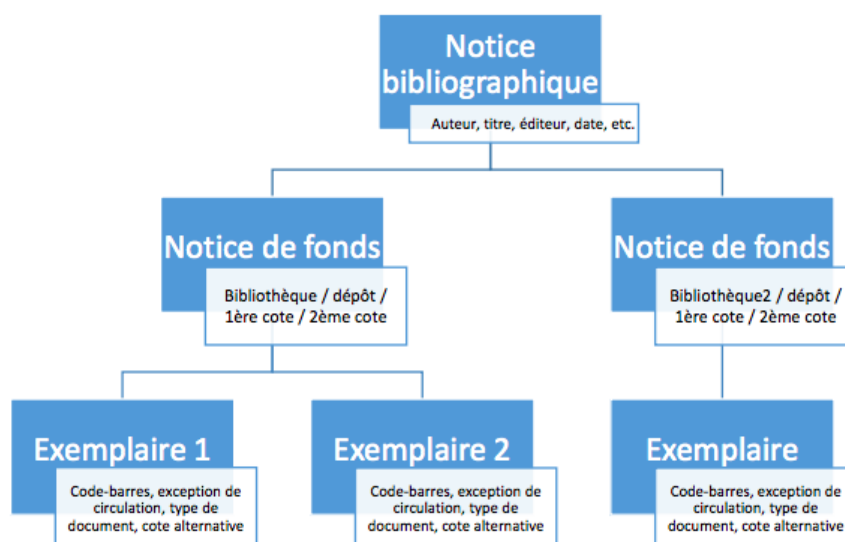 Notice
bibliographique
Auteur, titre, éditeur, date, etc.
Notice de fonds
Bibliothèque / dépôt /
1ère cote / 2ème cote
Notice de fonds
Bibliothèque2 / dépôt /
1ère cote / 2ème cote
Exemplaire 1
Code-barres, exception de
circulation, type de
document, cote alternative
Exemplaire 2
Code-barres, exception de
circulation, type de
document, cote alternative
Exemplaire
Code-barres, exception de
circulation, type de
document, cote alternative